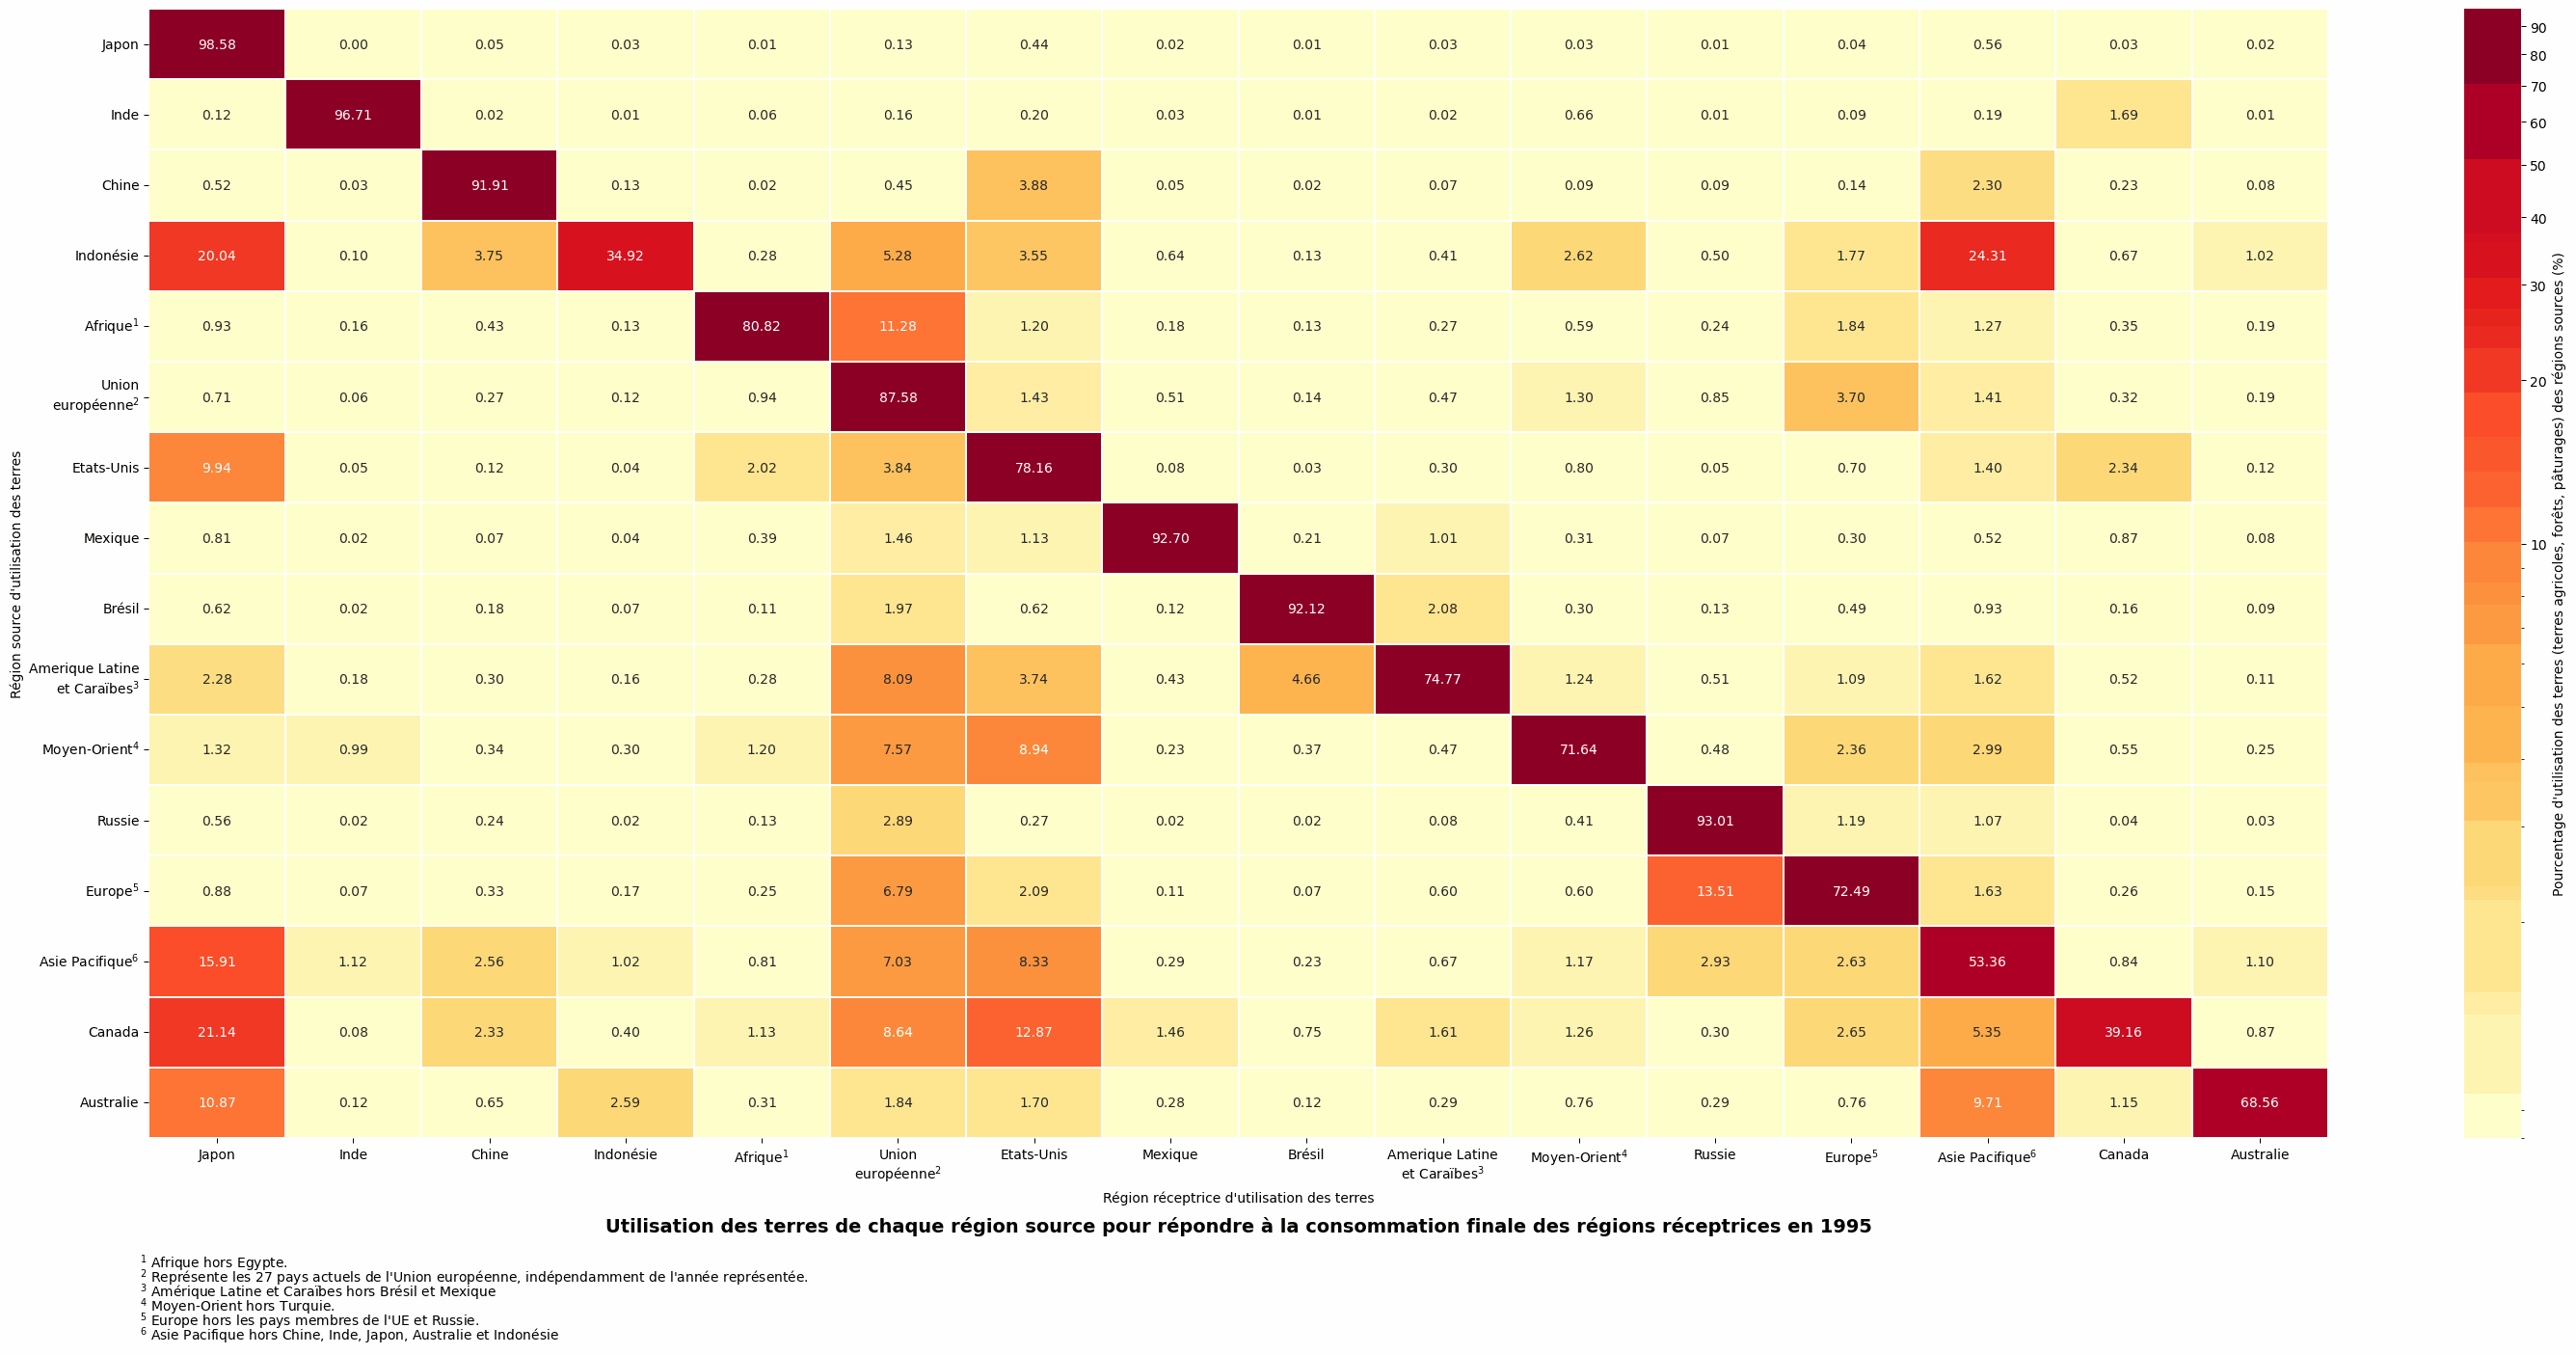 Japon 98.58 0.00 0.05 0.03 0.01 0.13 0.44 0.02 0.01 0.03 0.03 0.01 0.04 0.56 0.03 0.02
Inde 0.12 96.71 0.02 0.01 0.06 0.16 0.20 0.03 0.01 0.02 0.66 0.01 0.09 0.19 1.69 0.01
Chine 0.52 0.03 91.91 0.13 0.02 0.45 3.88 0.05 0.02 0.07 0.09 0.09 0.14 2.30 0.23 0.08
Indonésie 20.04 0.10 3.75 34.92 0.28 5.28 3.55 0.64 0.13 0.41 2.62 0.50 1.77 24.31 0.67 1.02
Afrique¹ 0.93 0.16 0.43 0.13 80.82 11.28 1.20 0.18 0.13 0.27 0.59 0.24 1.84 1.27 0.35 0.19
Union
européenne² 0.71 0.06 0.27 0.12 0.94 87.58 1.43 0.51 0.14 0.47 1.30 0.85 3.70 1.41 0.32 0.19
Etats-Unis 9.94 0.05 0.12 0.04 2.02 3.84 78.16 0.08 0.03 0.30 0.80 0.05 0.70 1.40 2.34 0.12
Mexique 0.81 0.02 0.07 0.04 0.39 1.46 1.13 92.70 0.21 1.01 0.31 0.07 0.30 0.52 0.87 0.08
Brésil 0.62 0.02 0.18 0.07 0.11 1.97 0.62 0.12 92.12 2.08 0.30 0.13 0.49 0.93 0.16 0.09
Amerique Latine
et Caraïbes³ 2.28 0.18 0.30 0.16 0.28 8.09 3.74 0.43 4.66 74.77 1.24 0.51 1.09 1.62 0.52 0.11
Moyen-Orient⁴ 1.32 0.99 0.34 0.30 1.20 7.57 8.94 0.23 0.37 0.47 71.64 0.48 2.36 2.99 0.55 0.25
Russie 0.56 0.02 0.24 0.02 0.13 2.89 0.27 0.02 0.02 0.08 0.41 93.01 1.19 1.07 0.04 0.03
Europe⁵ 0.88 0.07 0.33 0.17 0.25 6.79 2.09 0.11 0.07 0.60 0.60 13.51 72.49 1.63 0.26 0.15
Asie Pacifique⁶ 15.91 1.12 2.56 1.02 0.81 7.03 8.33 0.29 0.23 0.67 1.17 2.93 2.63 53.36 0.84 1.10
Canada 21.14 0.08 2.33 0.40 1.13 8.64 12.87 1.46 0.75 1.61 1.26 0.30 2.65 5.35 39.16 0.87
Australie 10.87 0.12 0.65 2.59 0.31 1.84 1.70 0.28 0.12 0.29 0.76 0.29 0.76 9.71 1.15 68.56
Région source d'utilisation des terres
Japon Inde Chine Indonésie Afrique¹ Union Etats-Unis Mexique Brésil Amerique Latine Moyen-Orient⁴ Russie Europe⁵ Asie Pacifique⁶ Canada Australie
européenne² et Caraïbes³
Région réceptrice d'utilisation des terres
90
80
70
60
50
40
30
20
10
Pourcentage d'utilisation des terres (terres agricoles, forêts, pâturages) des régions sources (%)
Utilisation des terres de chaque région source pour répondre à la consommation finale des régions réceptrices en 1995
¹ Afrique hors Egypte.
² Représente les 27 pays actuels de l'Union européenne, indépendamment de l'année représentée.
³ Amérique Latine et Caraïbes hors Brésil et Mexique
⁴ Moyen-Orient hors Turquie.
⁵ Europe hors les pays membres de l'UE et Russie.
⁶ Asie Pacifique hors Chine, Inde, Japon, Australie et Indonésie